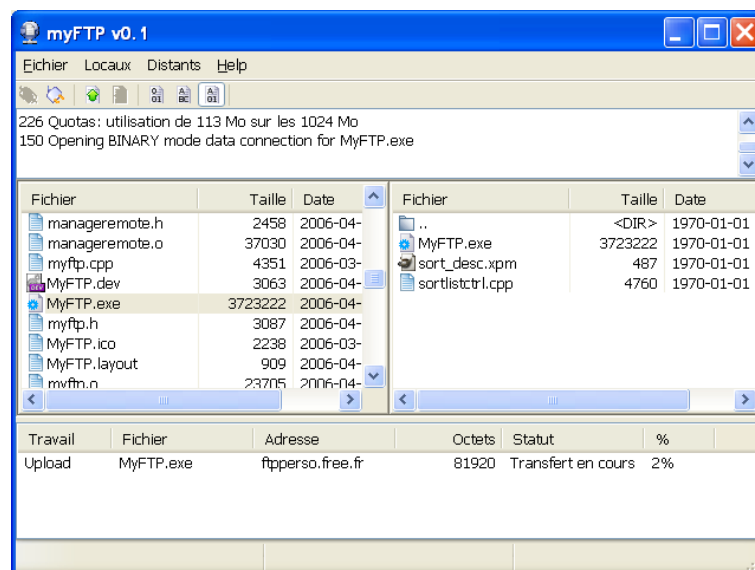 myFTP v0.1
Fichier Locaux Distants Help
226 Quotas: utilisation de 113 Mo sur les 1024 Mo
150 Opening BINARY mode data connection for MyFTP.exe
Fichier Taille Date
manageremote.h 2458 2006-04-
manageremote.o 37030 2006-04-
myftp.cpp 4351 2006-03-
MyFTP.dev 3063 2006-04-
MyFTP.exe 3723222 2006-04-
myftp.h 3087 2006-04-
MyFTP.ico 2238 2006-03-
MyFTP.layout 909 2006-04-
myftp.o 23705 2006-04-
Fichier Taille Date
.. <DIR> 1970-01-01
MyFTP.exe 3723222 1970-01-01
sort_desc.xpm 487 1970-01-01
sortlistctrl.cpp 4760 1970-01-01
Travail Fichier Adresse Octets Statut %
Upload MyFTP.exe ftpperso.free.fr 81920 Transfert en cours 2%